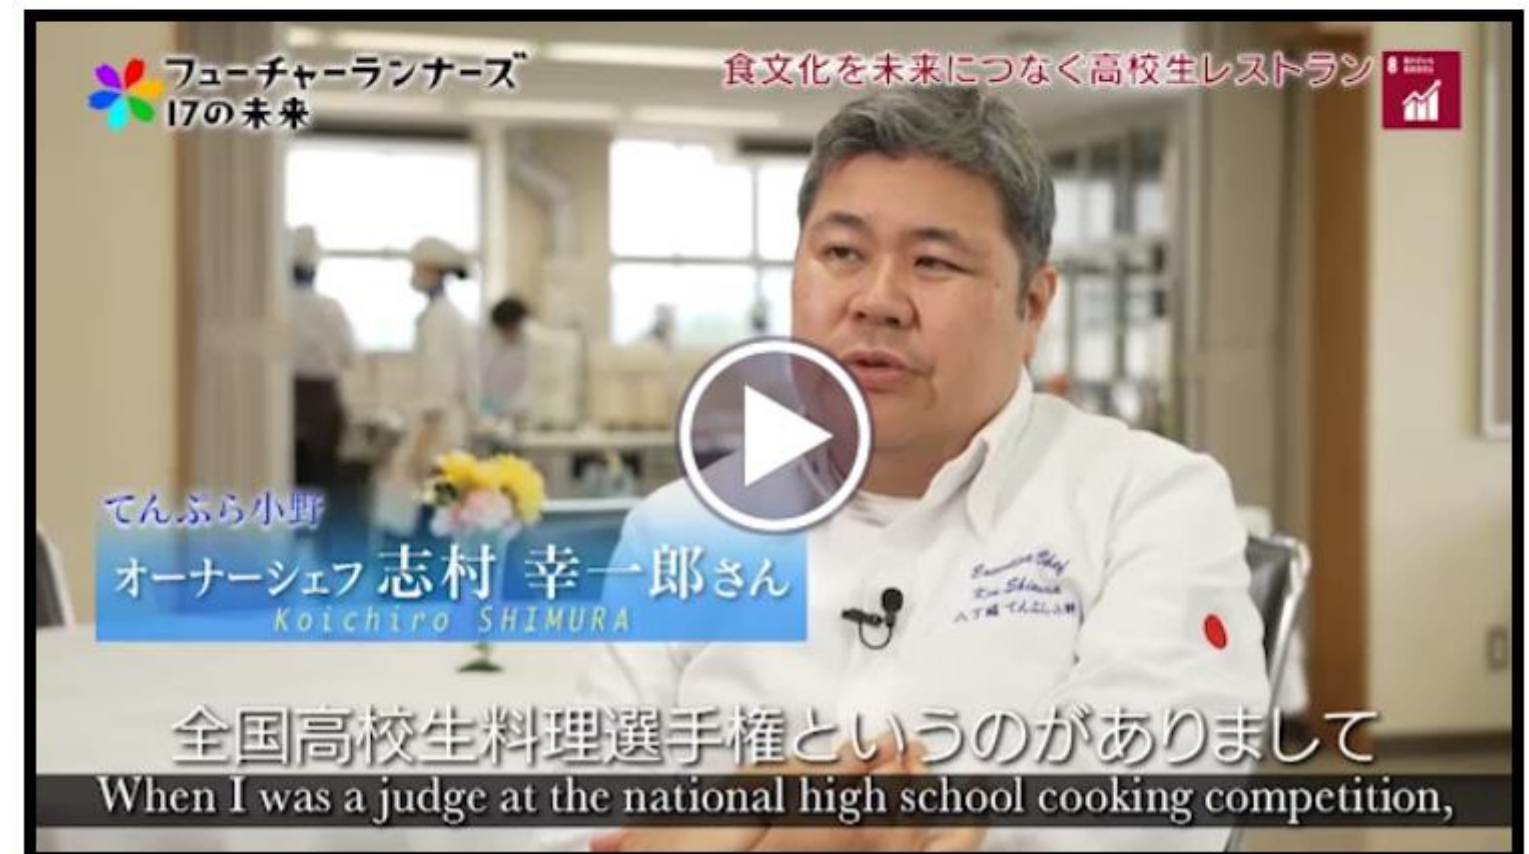 フューチャーランナーズ
17の未来
食文化を未来につなぐ高校生レストラン
8
てんぷら小野
オーナーシェフ 志村 幸一郎さん
Koichiro SHIMURA
Executive Chef
全国高校生料理選手権というのがありまして
When I was a judge at the national high school cooking competition,